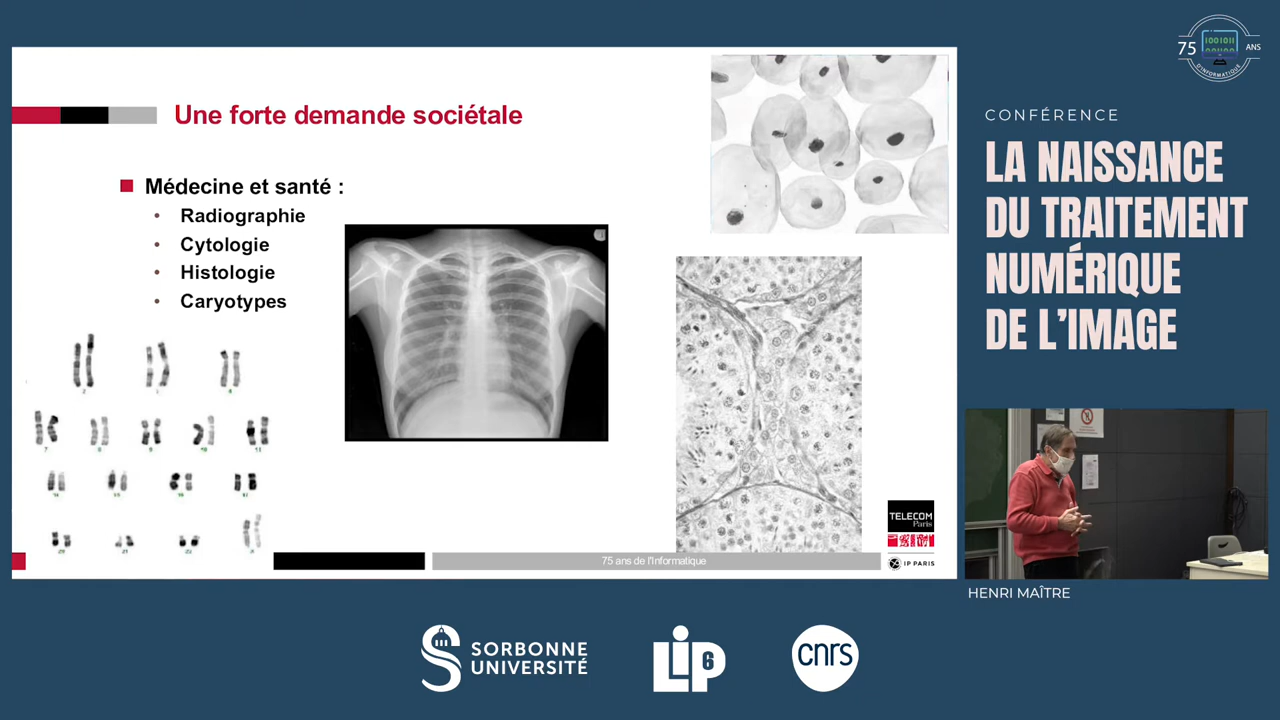 Une forte demande sociétale
Médecine et santé :
Radiographie
Cytologie
Histologie
Caryotypes
75 ans de l'Informatique
TELECOM
Paris
IP PARIS
75 ANS
D'INFORMATIQUE
CONFÉRENCE
LA NAISSANCE
DU TRAITEMENT
NUMÉRIQUE
DE L'IMAGE
HENRI MAÎTRE
SORBONNE
UNIVERSITÉ
LIP6
cnrs